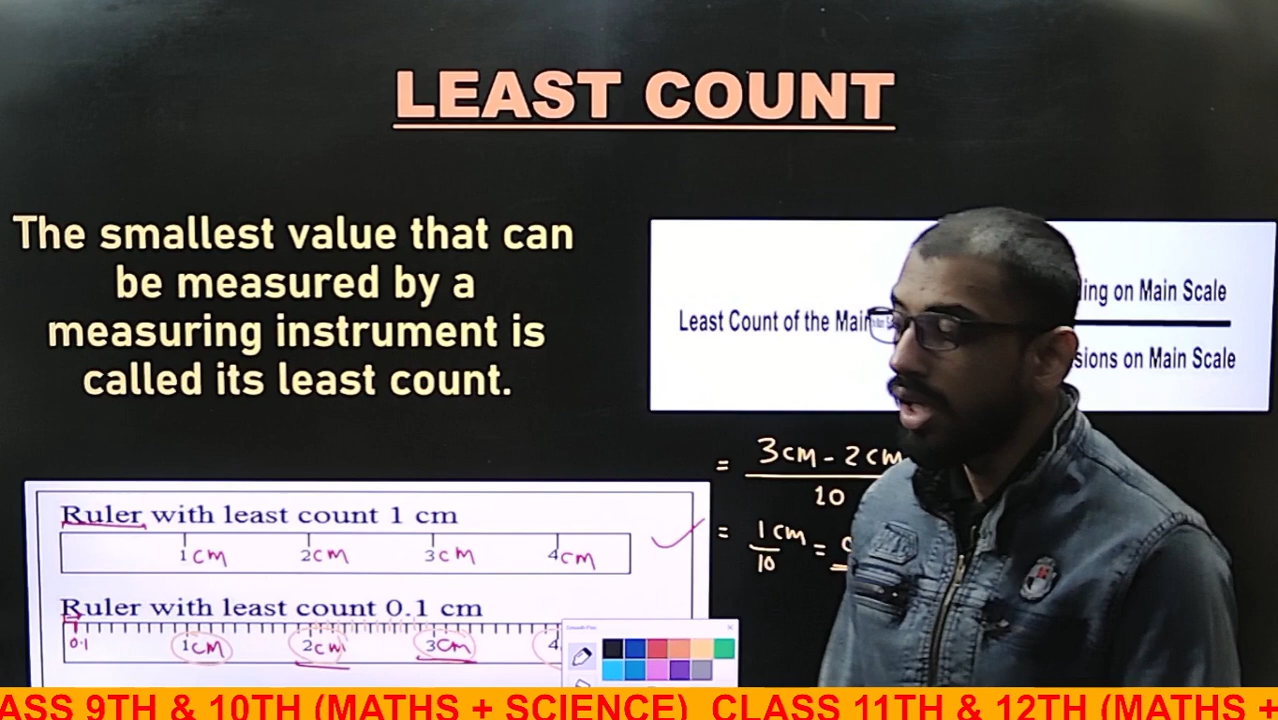 LEAST COUNT
The smallest value that can
be measured by a
measuring instrument is
called its least count.
Least Count of the Main
ding on Main Scale
sions on Main Scale
= 3cm - 2cm
10
= 1cm =
10
Ruler with least count 1 cm
1cm 2cm 3cm 4cm
Ruler with least count 0.1 cm
0.1 1cm 2cm 3cm 4
ASS 9TH & 10TH (MATHS + SCIENCE) CLASS 11TH & 12TH (MATHS +